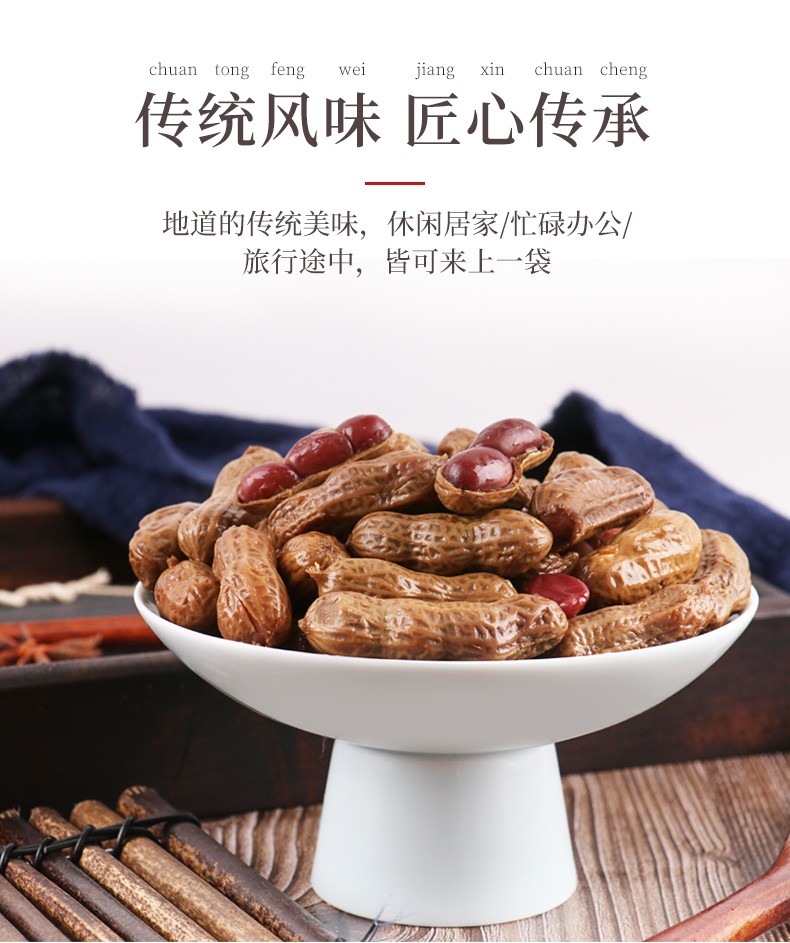 chuan tong feng wei jiang xin chuan cheng
传统风味 匠心传承
地道的传统美味，休闲居家/忙碌办公/
旅行途中，皆可来上一袋